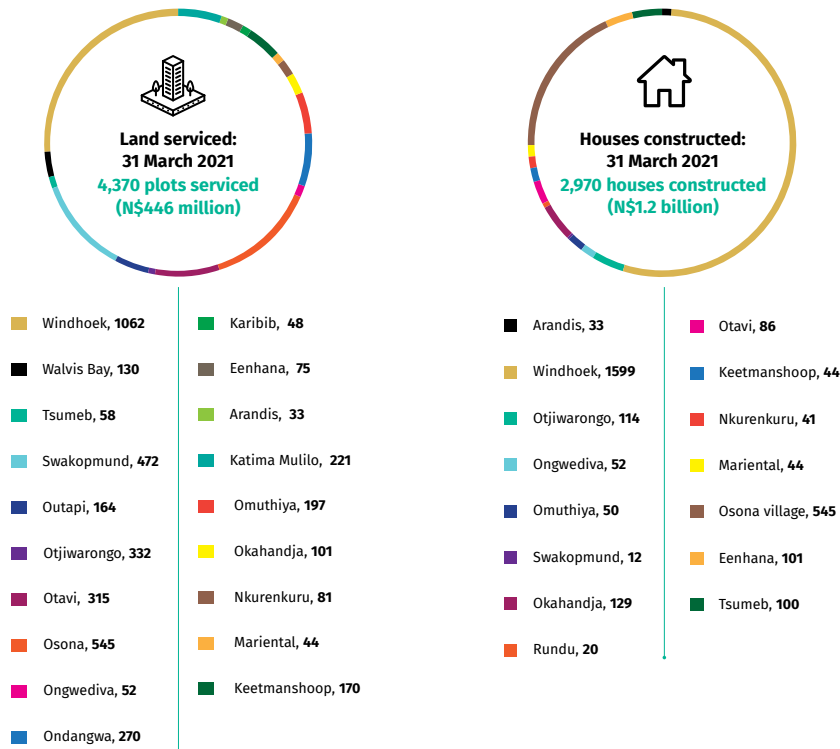 Land serviced:
31 March 2021
4,370 plots serviced
(N$446 million)
Windhoek, 1062
Walvis Bay, 130
Tsumeb, 58
Swakopmund, 472
Outapi, 164
Otjiwarongo, 332
Otavi, 315
Osona, 545
Ongwediva, 52
Ondangwa, 270
Karibib, 48
Eenhana, 75
Arandis, 33
Katima Mulilo, 221
Omuthiya, 197
Okahandja, 101
Nkurenkuru, 81
Mariental, 44
Keetmanshoop, 170
Houses constructed:
31 March 2021
2,970 houses constructed
(N$1.2 billion)
Arandis, 33
Windhoek, 1599
Otjiwarongo, 114
Ongwediva, 52
Omuthiya, 50
Swakopmund, 12
Okahandja, 129
Rundu, 20
Otavi, 86
Keetmanshoop, 44
Nkurenkuru, 41
Mariental, 44
Osona village, 545
Eenhana, 101
Tsumeb, 100